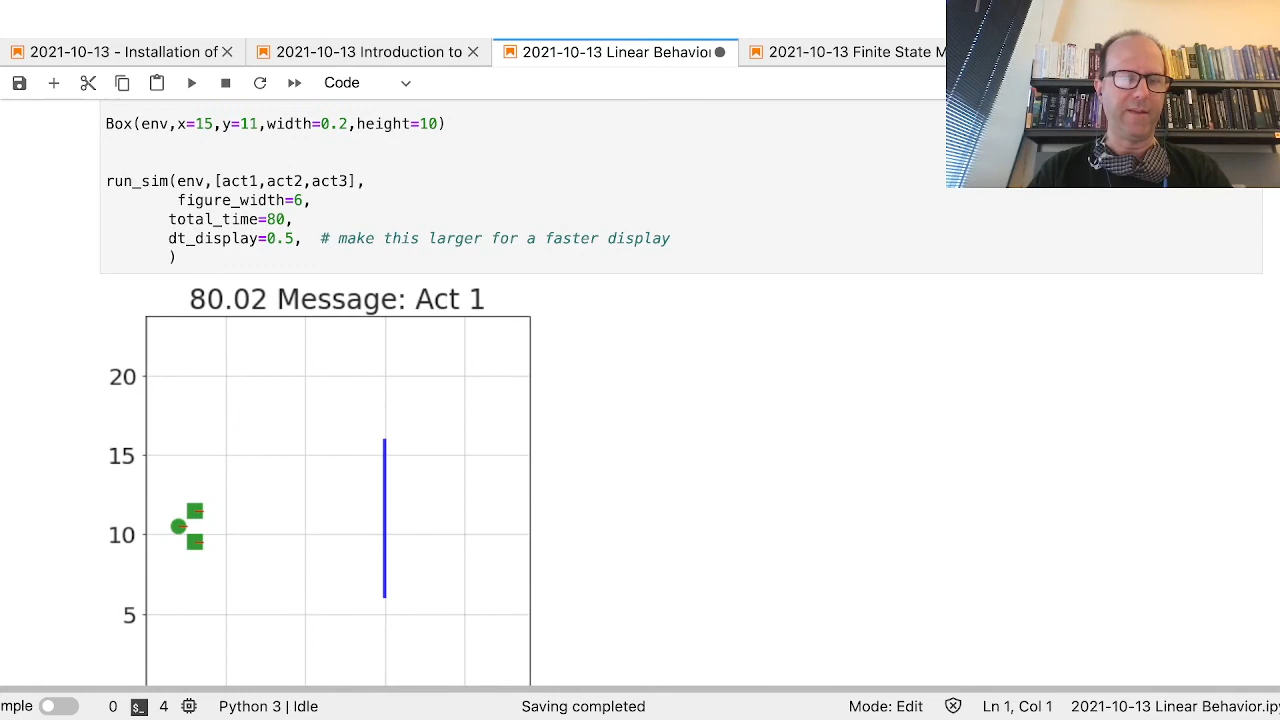 2021-10-13 - Installation of
2021-10-13 Introduction to
2021-10-13 Linear Behavior
2021-10-13 Finite State M
Code
Box(env,x=15,y=11,width=0.2,height=10)
run_sim(env,[act1,act2,act3],
figure_width=6,
total_time=80,
dt_display=0.5,  # make this larger for a faster display
)
80.02 Message: Act 1
20
15
10
5
mple
0
4
Python 3 | Idle
Saving completed
Mode: Edit
Ln 1, Col 1
2021-10-13 Linear Behavior.ip